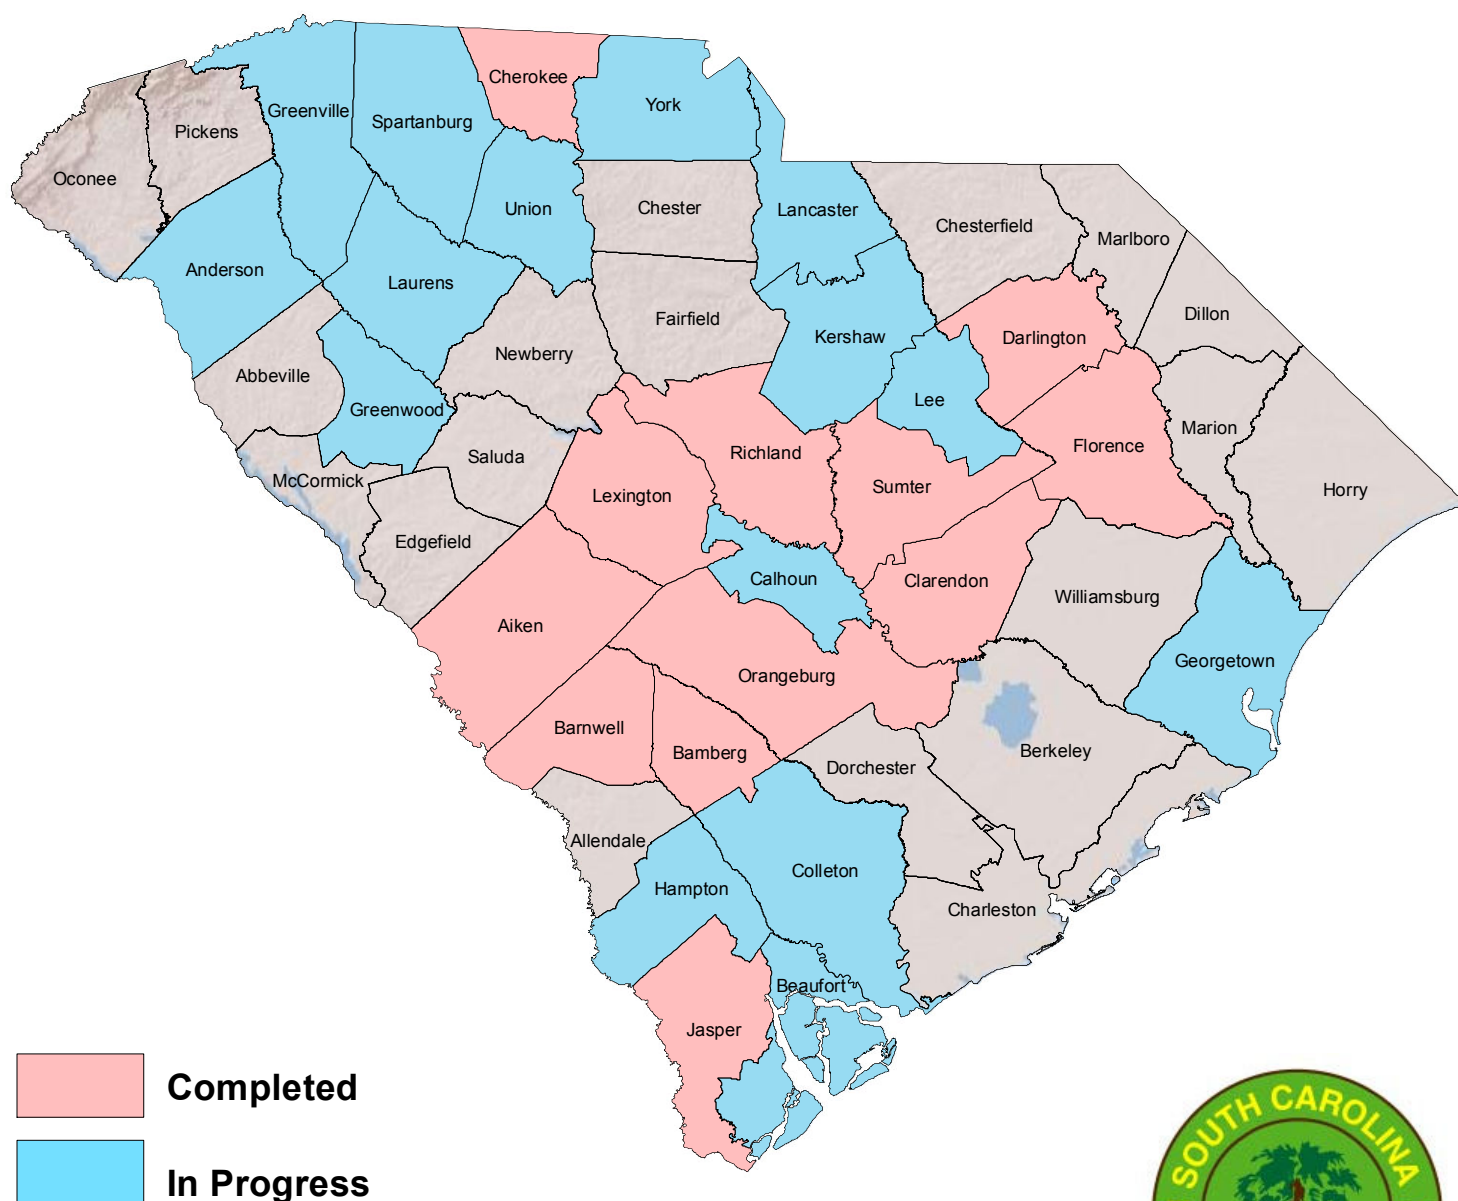 Cherokee
York
Greenville
Spartanburg
Pickens
Oconee
Union
Chester
Lancaster
Chesterfield
Marlboro
Anderson
Laurens
Fairfield
Dillon
Kershaw
Darlington
Newberry
Abbeville
Greenwood
Lee
Marion
Florence
Richland
Saluda
McCormick
Lexington
Sumter
Horry
Edgefield
Calhoun
Clarendon
Williamsburg
Aiken
Georgetown
Orangeburg
Barnwell
Bamberg
Berkeley
Dorchester
Allendale
Colleton
Hampton
Charleston
Beaufort
Jasper
Completed
In Progress
SOUTH CAROLINA